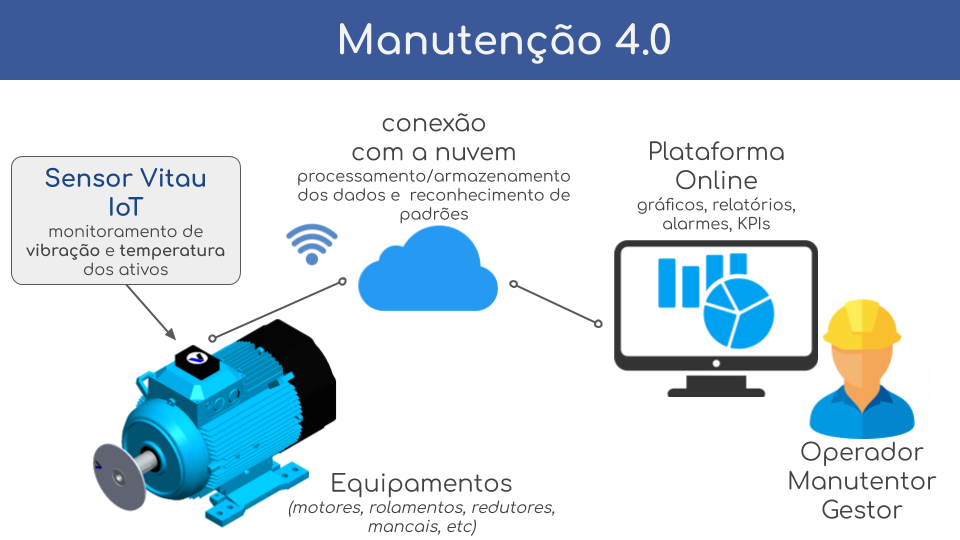 Manutenção 4.0
conexão
com a nuvem
processamento/armazenamento
dos dados e reconhecimento de
padrões
Plataforma
Online
gráficos, relatórios,
alarmes, KPIs
Sensor Vitau
IoT
monitoramento de
vibração e temperatura
dos ativos
Equipamentos
(motores, rolamentos, redutores,
mancais, etc)
Operador
Manutentor
Gestor